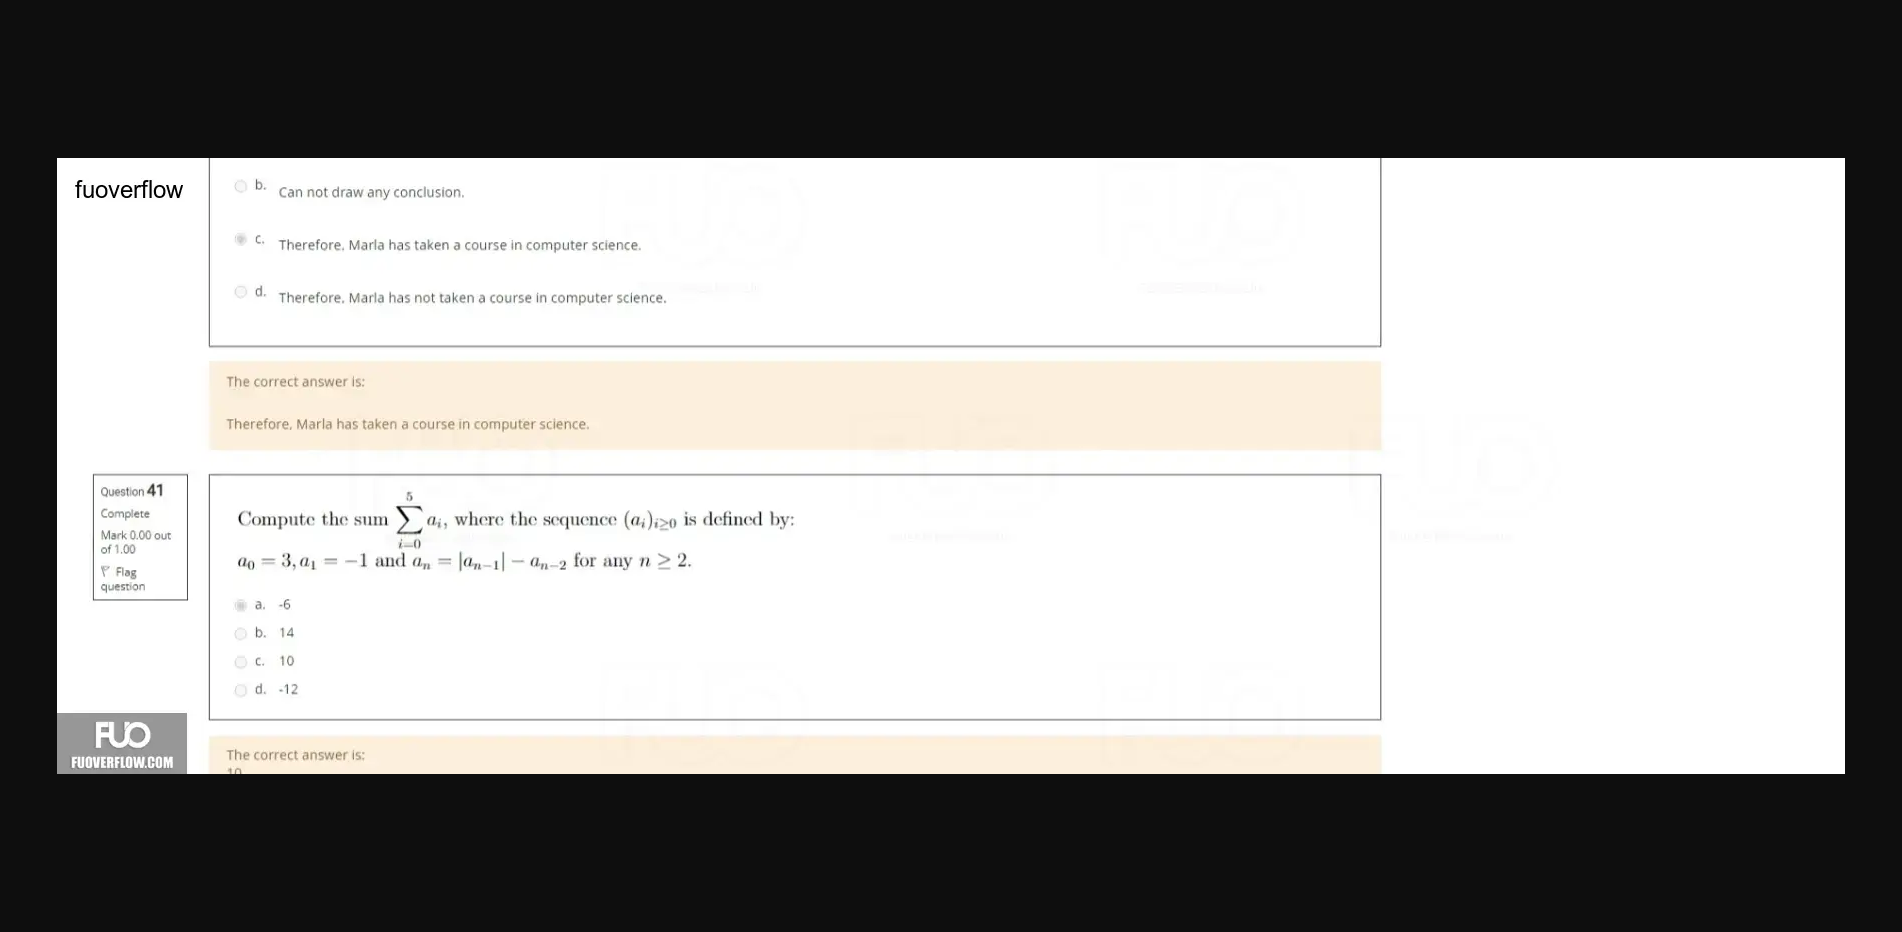 fuoverflow
b. Can not draw any conclusion.
c. Therefore, Marla has taken a course in computer science.
d. Therefore, Marla has not taken a course in computer science.
The correct answer is:
Therefore, Marla has taken a course in computer science.
Question 41
Complete
Mark 0.00 out
of 1.00
Flag
question
Compute the sum \sum_{i=0}^{5} a_i, where the sequence (a_i)_{i≥0} is defined by:
a_0 = 3, a_1 = −1 and a_n = |a_{n−1}| − a_{n−2} for any n ≥ 2.
a. -6
b. 14
c. 10
d. -12
FUO
FUOVERFLOW.COM
The correct answer is:
10